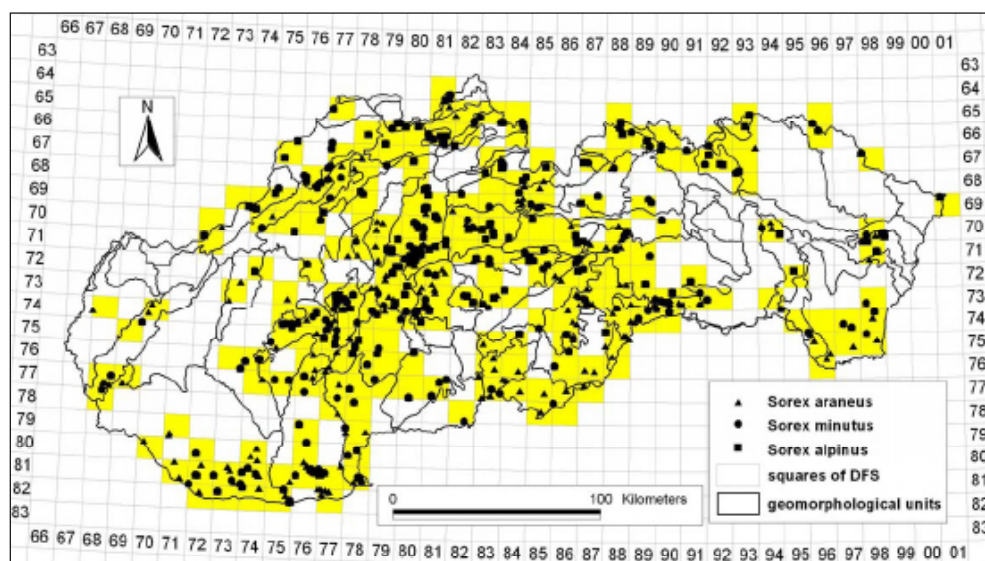 66 67 68 69 70 71 72 73 74 75 76 77 78 79 80 81 82 83 84 85 86 87 88 89 90 91 92 93 94 95 96 97 98 99 00 01
63 63
64 64
65 65
66 66
67 67
68 68
69 69
70 70
71 71
72 72
73 73
74 74
75 75
76 76
77 77
78 78
79 79
80 80
81 81
82 82
83 83
N
Sorex araneus
Sorex minutus
Sorex alpinus
squares of DFS
geomorphological units
0 100 Kilometers
66 67 68 69 70 71 72 73 74 75 76 77 78 79 80 81 82 83 84 85 86 87 88 89 90 91 92 93 94 95 96 97 98 99 00 01